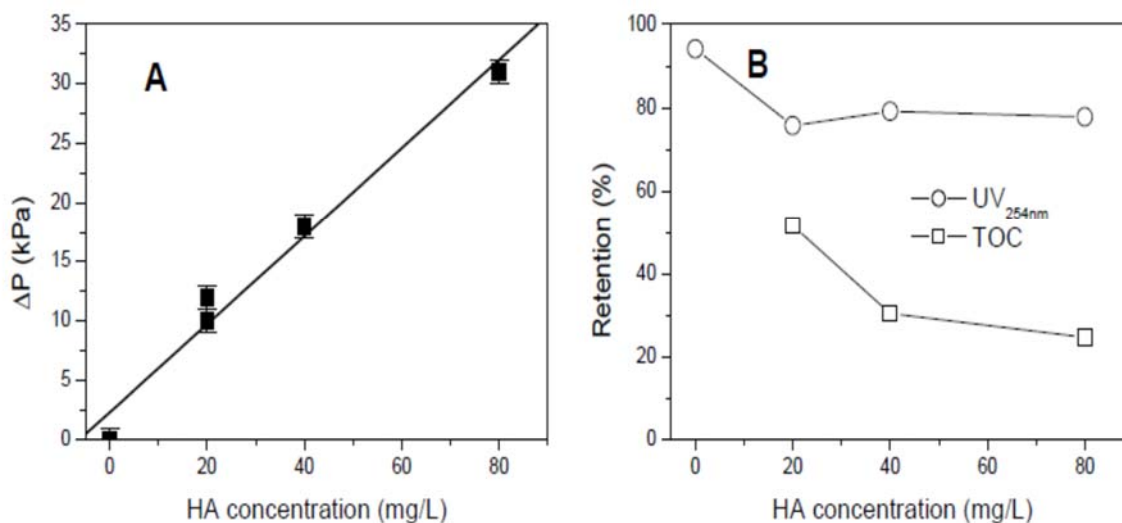 A
35
30
25
20
15
10
5
0
ΔP (kPa)
0 20 40 60 80
HA concentration (mg/L)
B
100
80
60
40
20
0
Retention (%)
UV254nm
TOC
0 20 40 60 80
HA concentration (mg/L)